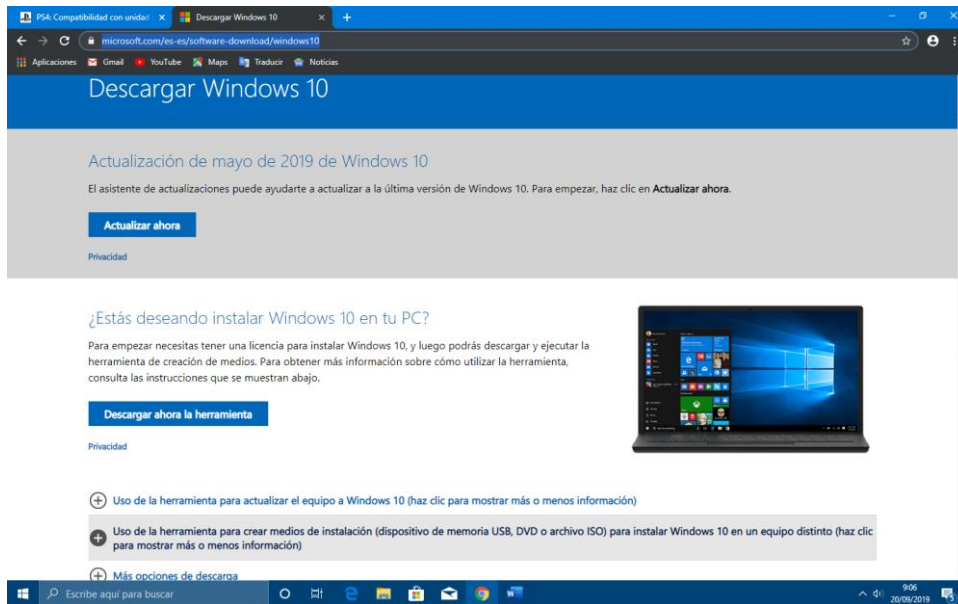 PS4: Compatibilidad con unidad
Descargar Windows 10
microsoft.com/es-es/software-download/windows10
Aplicaciones Gmail YouTube Maps Traducir Noticias
Descargar Windows 10
Actualización de mayo de 2019 de Windows 10
El asistente de actualizaciones puede ayudarte a actualizar a la última versión de Windows 10. Para empezar, haz clic en Actualizar ahora.
Actualizar ahora
Privacidad
¿Estás deseando instalar Windows 10 en tu PC?
Para empezar necesitas tener una licencia para instalar Windows 10, y luego podrás descargar y ejecutar la
herramienta de creación de medios. Para obtener más información sobre cómo utilizar la herramienta,
consulta las instrucciones que se muestran abajo.
Descargar ahora la herramienta
Privacidad
Uso de la herramienta para actualizar el equipo a Windows 10 (haz clic para mostrar más o menos información)
Uso de la herramienta para crear medios de instalación (dispositivo de memoria USB, DVD o archivo ISO) para instalar Windows 10 en un equipo distinto (haz clic
para mostrar más o menos información)
Más opciones de descarga
Escribe aquí para buscar
9:06
20/09/2019